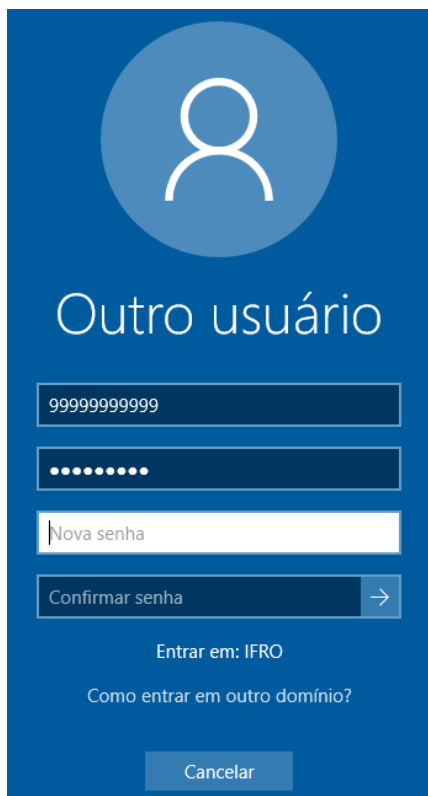 Outro usuário
99999999999
●●●●●●●●●
Nova senha
Confirmar senha
Entrar em: IFRO
Como entrar em outro domínio?
Cancelar